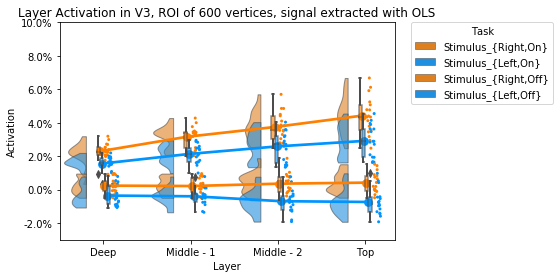 Layer Activation in V3, ROI of 600 vertices, signal extracted with OLS
10.0%
8.0%
6.0%
4.0%
2.0%
0.0%
-2.0%
Activation
Deep
Middle - 1
Middle - 2
Top
Layer
Task
Stimulus_{Right,On}
Stimulus_{Left,On}
Stimulus_{Right,Off}
Stimulus_{Left,Off}